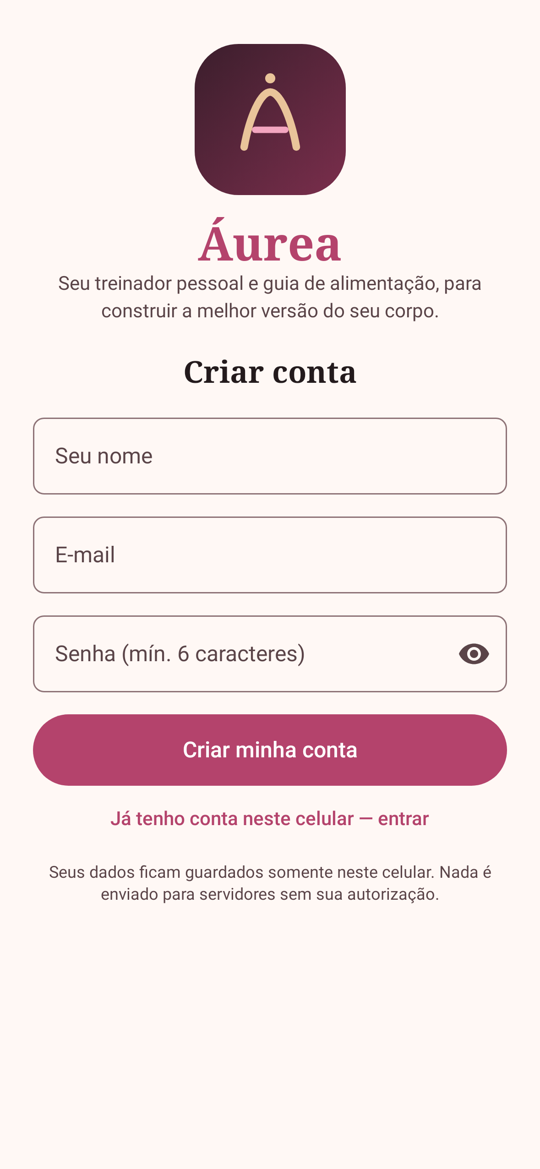 Áurea
Seu treinador pessoal e guia de alimentação, para
construir a melhor versão do seu corpo.
Criar conta
Seu nome
E-mail
Senha (mín. 6 caracteres)
Criar minha conta
Já tenho conta neste celular — entrar
Seus dados ficam guardados somente neste celular. Nada é
enviado para servidores sem sua autorização.